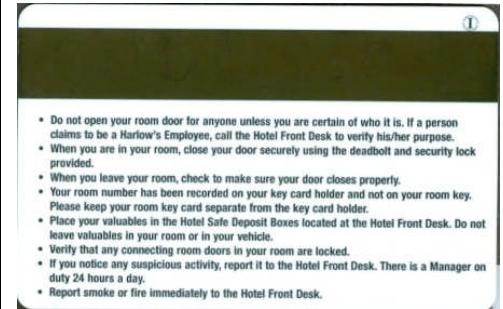 I
• Do not open your room door for anyone unless you are certain of who it is. If a person
claims to be a Harlow's Employee, call the Hotel Front Desk to verify his/her purpose.
• When you are in your room, close your door securely using the deadbolt and security lock
provided.
• When you leave your room, check to make sure your door closes properly.
• Your room number has been recorded on your key card holder and not on your room key.
Please keep your room key card separate from the key card holder.
• Place your valuables in the Hotel Safe Deposit Boxes located at the Hotel Front Desk. Do not
leave valuables in your room or in your vehicle.
• Verify that any connecting room doors in your room are locked.
• If you notice any suspicious activity, report it to the Hotel Front Desk. There is a Manager on
duty 24 hours a day.
• Report smoke or fire immediately to the Hotel Front Desk.